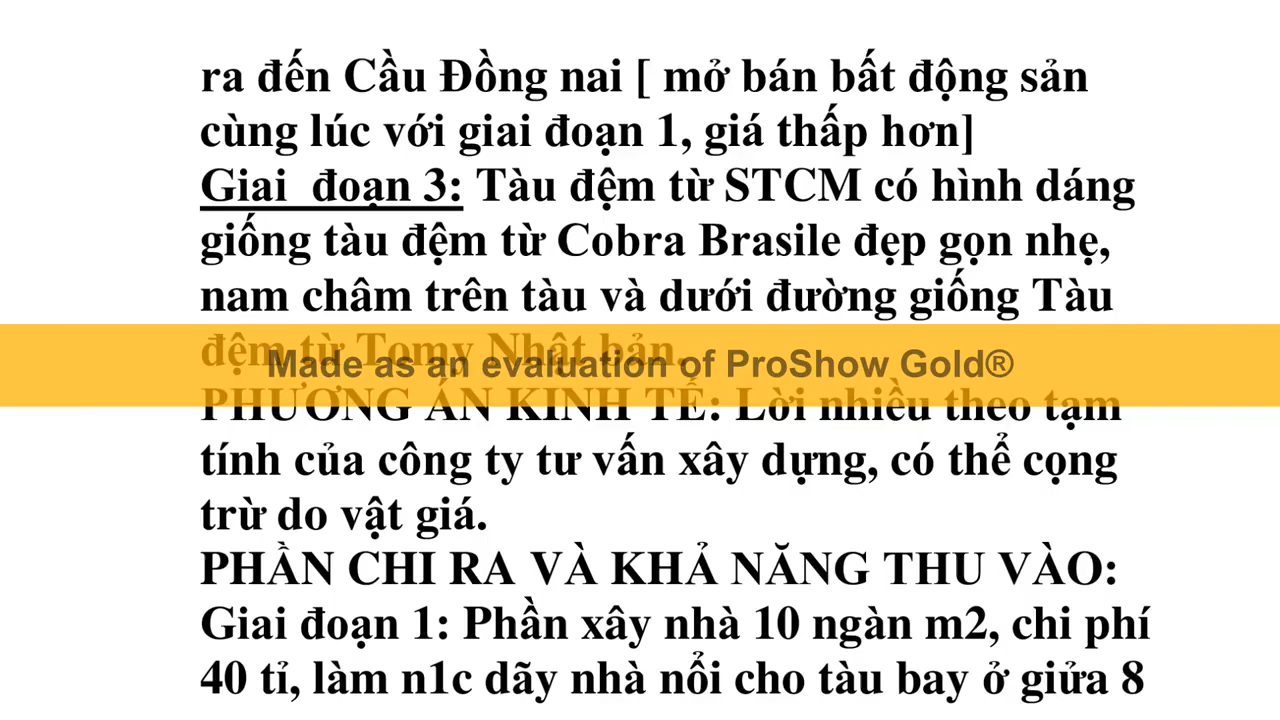 ra đến Cầu Đồng nai [ mở bán bất động sản
cùng lúc với giai đoạn 1, giá thấp hơn]
Giai đoạn 3: Tàu đệm từ STCM có hình dáng
giống tàu đệm từ Cobra Brasile đẹp gọn nhẹ,
nam châm trên tàu và dưới đường giống Tàu
đệm từ Tomy Nhật bản.
Made as an evaluation of ProShow Gold®
PHƯƠNG ÁN KINH TẾ: Lời nhiều theo tạm
tính của công ty tư vấn xây dựng, có thể cọng
trừ do vật giá.
PHẦN CHI RA VÀ KHẢ NĂNG THU VÀO:
Giai đoạn 1: Phần xây nhà 10 ngàn m2, chi phí
40 tỉ, làm n1c dãy nhà nổi cho tàu bay ở giửa 8